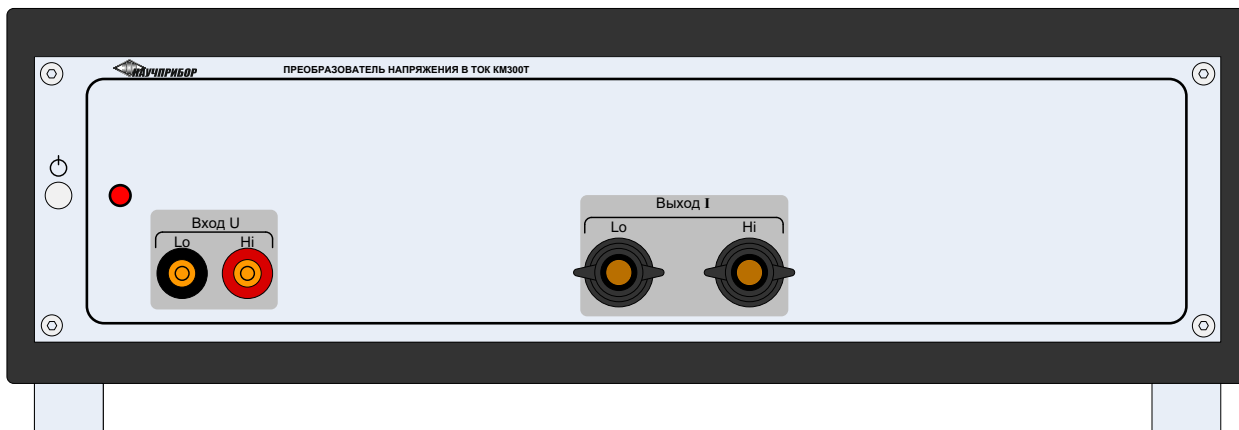 НАУЧПРИБОР
ПРЕОБРАЗОВАТЕЛЬ НАПРЯЖЕНИЯ В ТОК КМ300Т
Вход U
Lo Hi
Выход I
Lo Hi